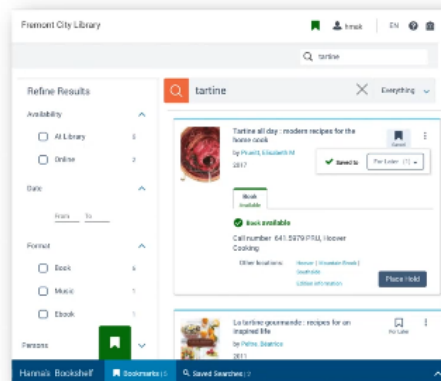 Fremont City Library
hmak
EN
tartine
Refine Results
tartine
Everything
Availability
At Library
Online 2
Date
From To
Format
Book 6
Music 1
Ebook 1
Persons
Tartine all day : modern recipes for the
home cook
by Prueitt, Elisabeth M
2017
Saved
Saved to
For Later
Book
Available
Book available
Call number 641.5979 PRU, Hoover
Cooking
Other locations:
Southside
Edition information
Place Hold
La tartine gourmande : recipes for an
inspired life
by Peltre, Béatrice
2011
For Later
Hanna's Bookshelf
Bookmarks
Saved Searches